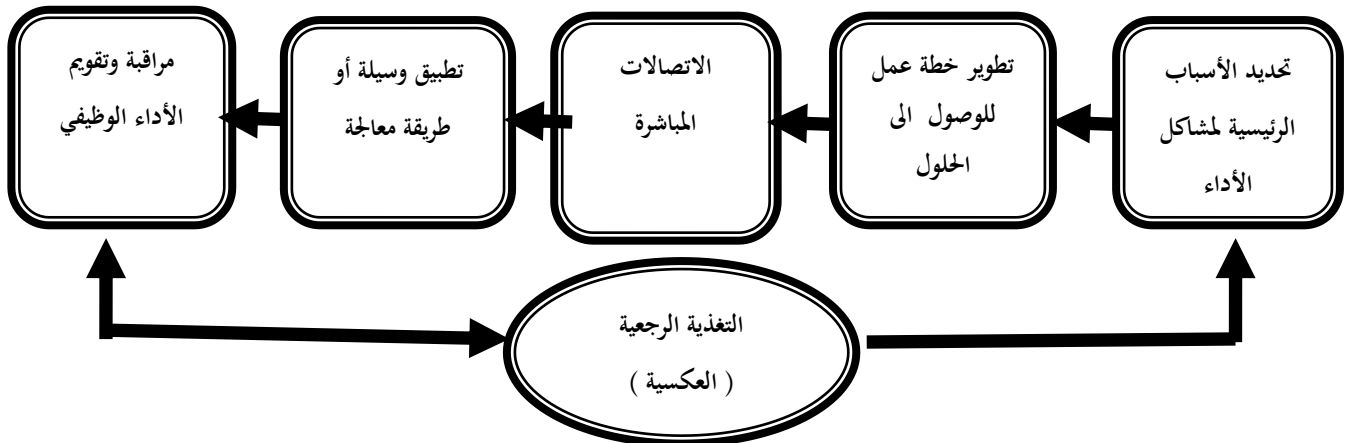 تحديد الأسباب
الرئيسية لمشاكل
الأداء
تطوير خطة عمل
للوصول الى
الحلول
الاتصالات
المباشرة
تطبيق وسيلة أو
طريقة معالجة
مراقبة وتقويم
الأداء الوظيفي
التغذية الرجعية
( العكسية )